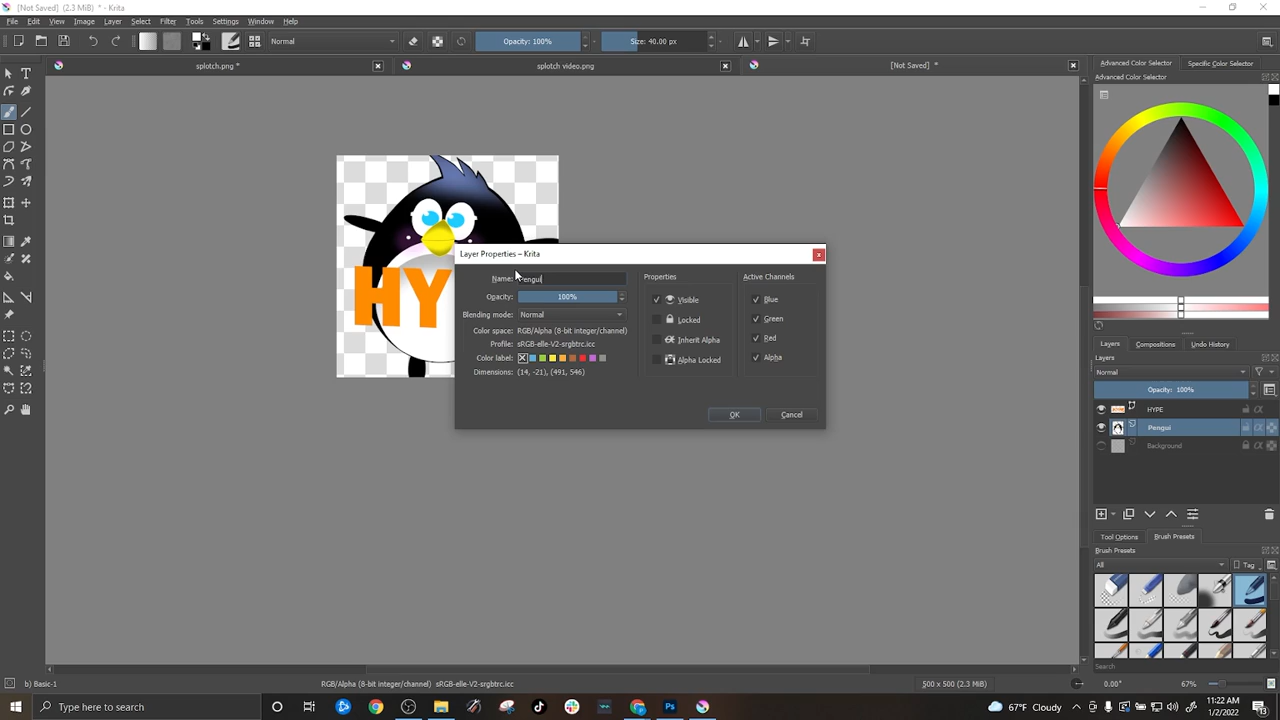 [Not Saved] (2.3 MiB) * - Krita
File Edit View Image Layer Select Filter Tools Settings Window Help
Normal Opacity: 100% Size: 40.00 px
splotch.png * splotch video.png [Not Saved] *
Advanced Color Selector Specific Color Selector
Advanced Color Selector
HY
Layer Properties – Krita
Name: Pengui
Opacity: 100%
Blending mode: Normal
Color space: RGB/Alpha (8-bit integer/channel)
Profile: sRGB-elle-V2-srgbtrc.icc
Color label:
Dimensions: (14, -21), (491, 546)
Properties
Visible
Locked
Inherit Alpha
Alpha Locked
Active Channels
Blue
Green
Red
Alpha
OK Cancel
Layers Compositions Undo History
Layers
Normal
Opacity: 100%
HYPE
Pengui
Background
Tool Options Brush Presets
Brush Presets
All Tag
Search
b) Basic-1 RGB/Alpha (8-bit integer/channel) sRGB-elle-V2-srgbtrc.icc 500 x 500 (2.3 MiB) 0.00° 67%
Type here to search
Ps
67°F Cloudy
11:22 AM
1/2/2022